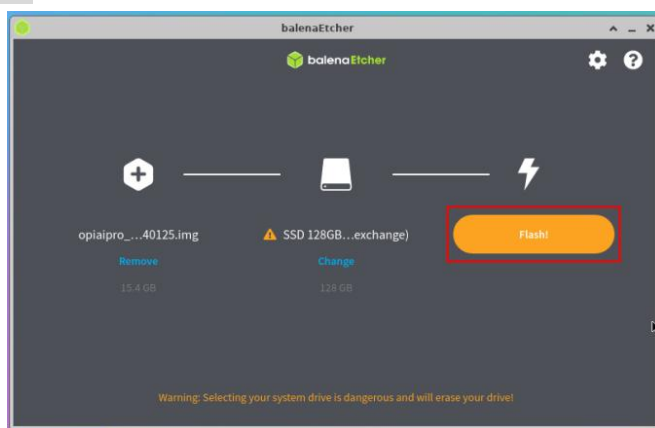 balenaEtcher
balenaEtcher
opiaipro_...40125.img
SSD 128GB...exchange)
Flash!
Remove
Change
15.4 GB
128 GB
Warning: Selecting your system drive is dangerous and will erase your drive!